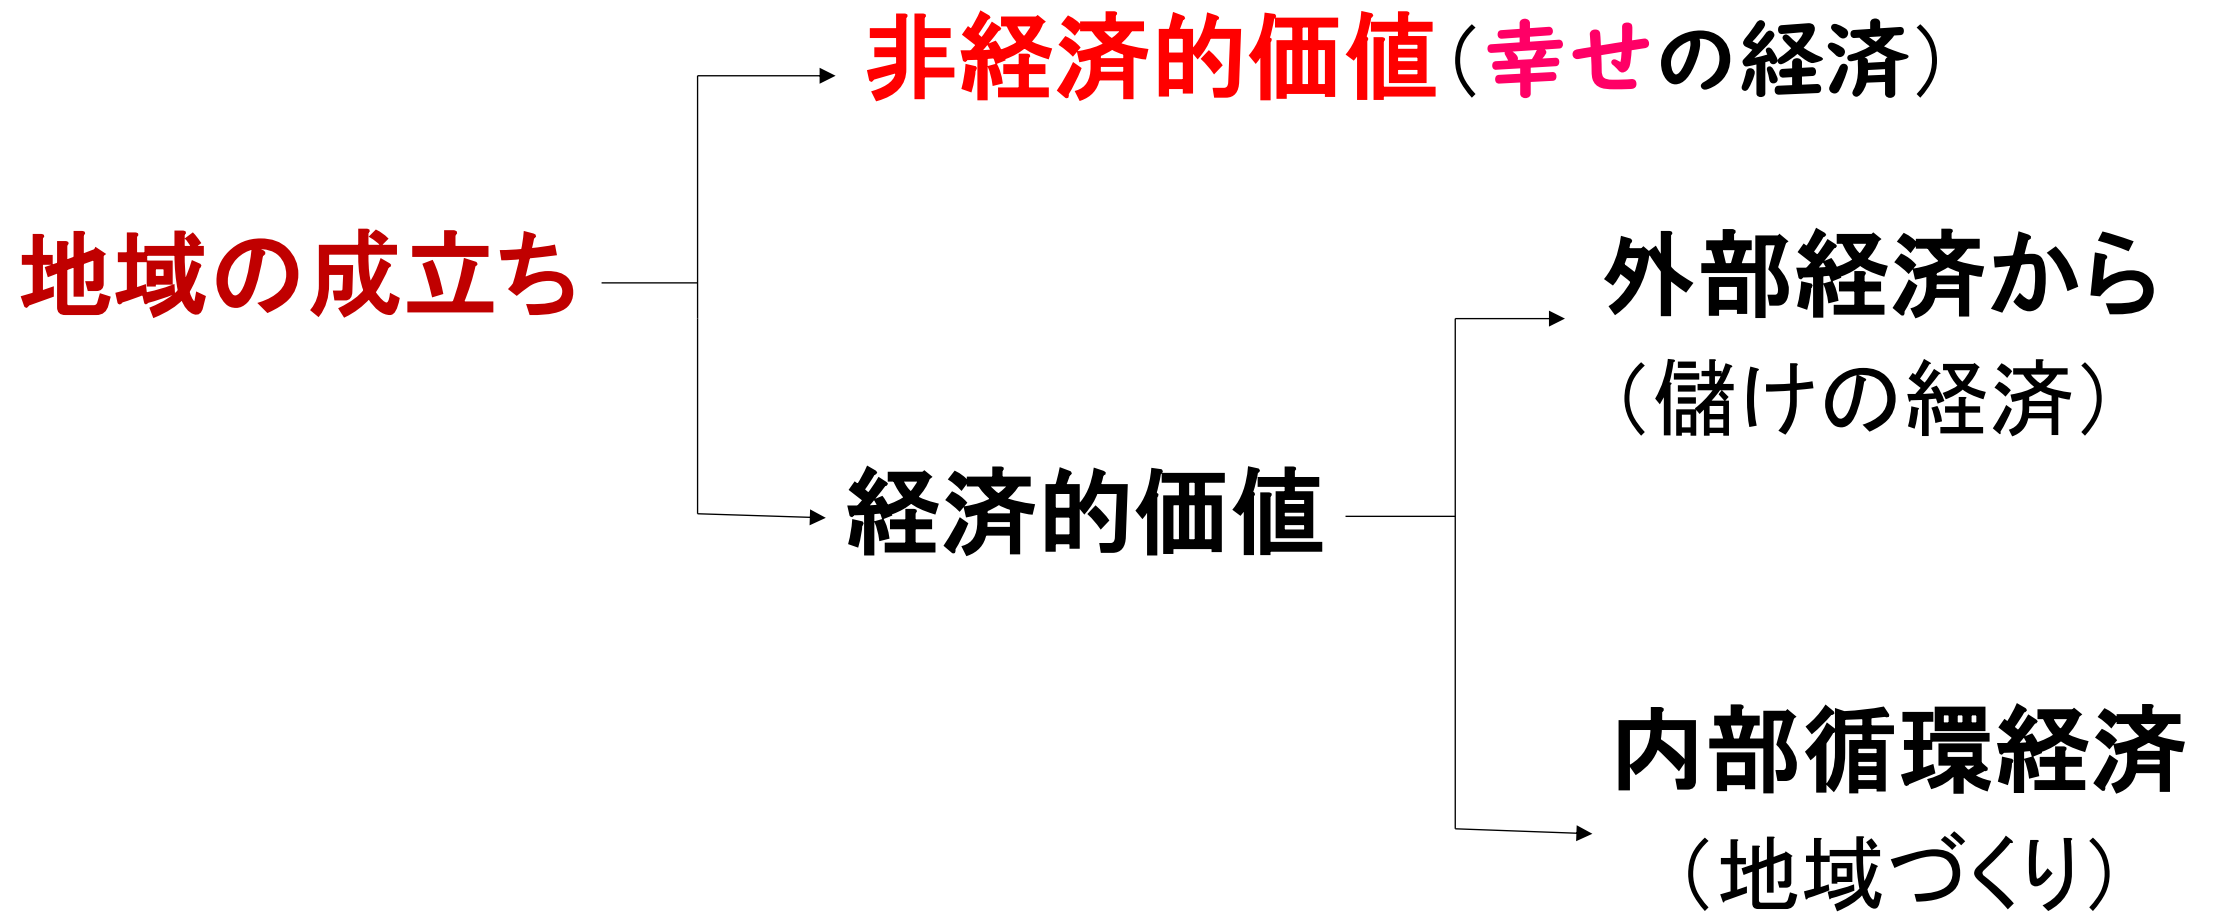 非経済的価値（幸せの経済）
地域の成立ち
外部経済から
（儲けの経済）
経済的価値
内部循環経済
（地域づくり）